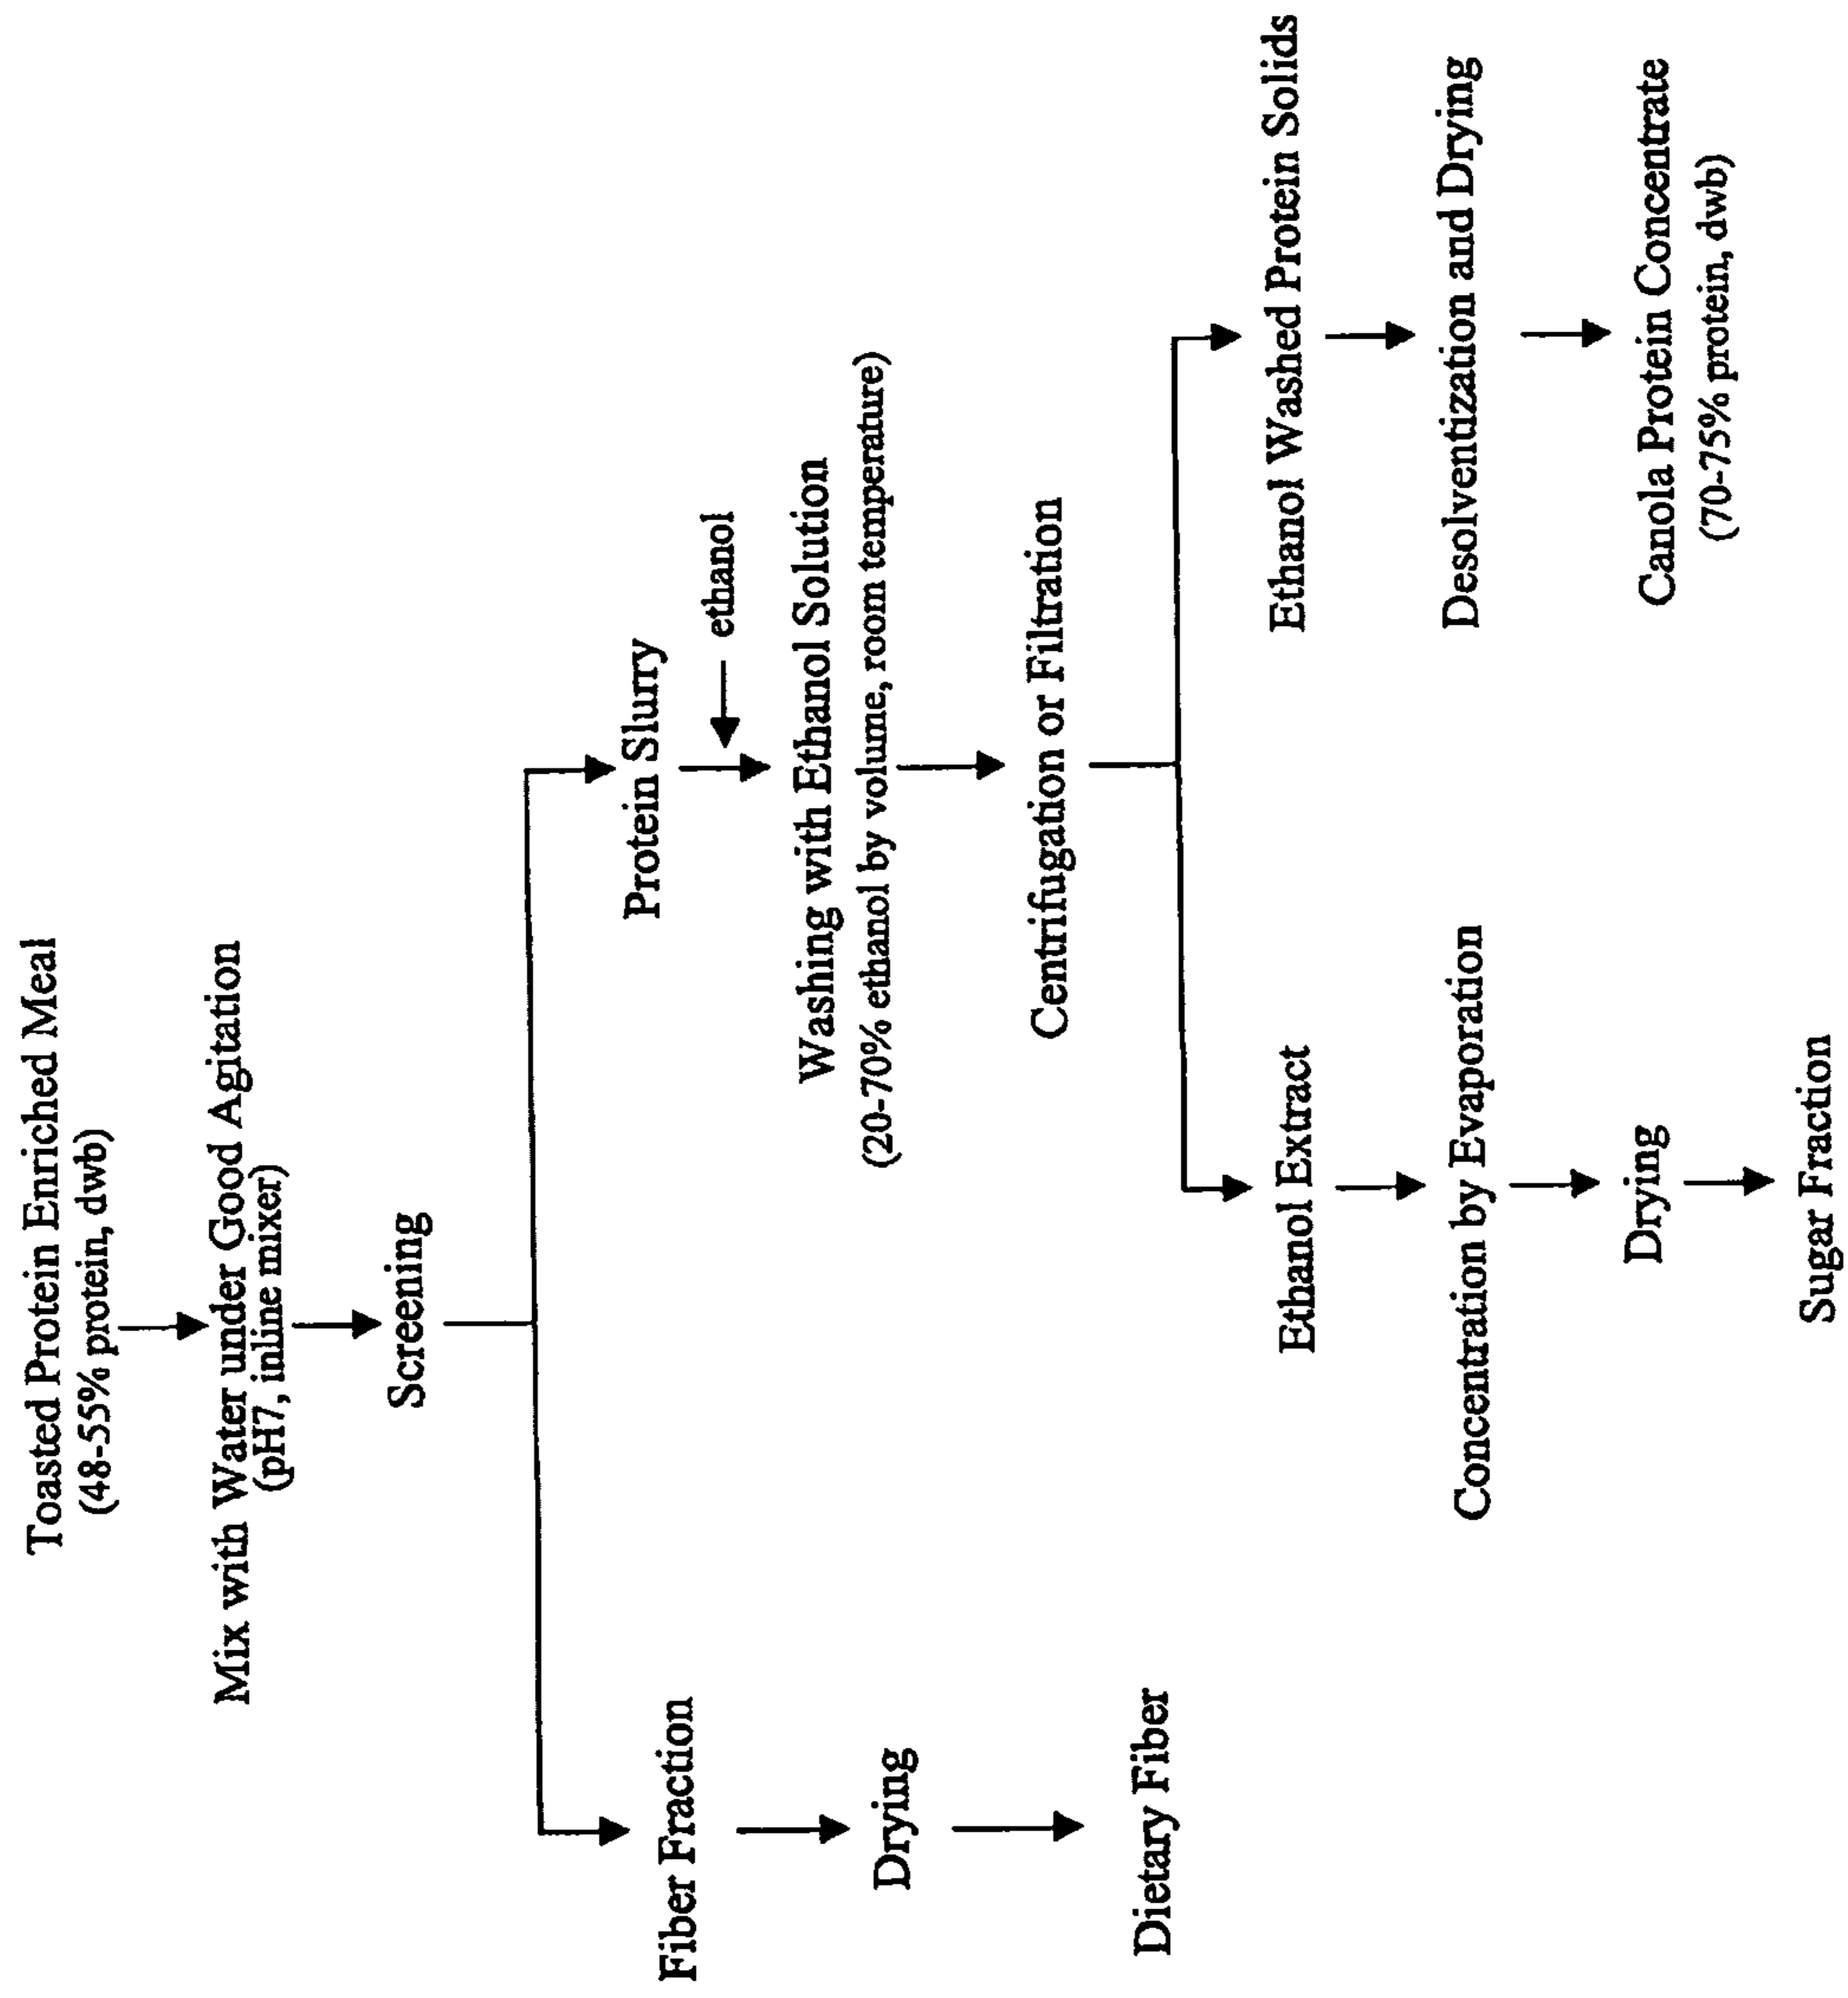 Toasted Protein Enriched Meal
(48-55% protein, dwb)
Mix with Water under Good Agitation
(pH7, inline mixer)
Screening
Fiber Fraction
Drying
Dietary Fiber
Protein Slurry
ethanol
Washing with Ethanol Solution
(20-70% ethanol by volume, room temperature)
Centrifugation or Filtration
Ethanol Extract
Concentration by Evaporation
Drying
Sugar Fraction
Ethanol Washed Protein Solids
Desolventization and Drying
Canola Protein Concentrate
(70-75% protein, dwb)